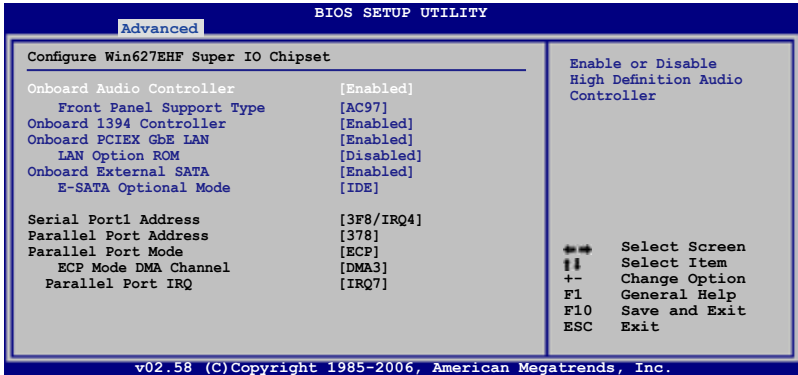 BIOS SETUP UTILITY
Advanced
Configure Win627EHF Super IO Chipset
Onboard Audio Controller [Enabled]
Front Panel Support Type [AC97]
Onboard 1394 Controller [Enabled]
Onboard PCIEX GbE LAN [Enabled]
LAN Option ROM [Disabled]
Onboard External SATA [Enabled]
E-SATA Optional Mode [IDE]
Serial Port1 Address [3F8/IRQ4]
Parallel Port Address [378]
Parallel Port Mode [ECP]
ECP Mode DMA Channel [DMA3]
Parallel Port IRQ [IRQ7]
Enable or Disable
High Definition Audio
Controller
Select Screen
Select Item
+- Change Option
F1 General Help
F10 Save and Exit
ESC Exit
v02.58 (C)Copyright 1985-2006, American Megatrends, Inc.